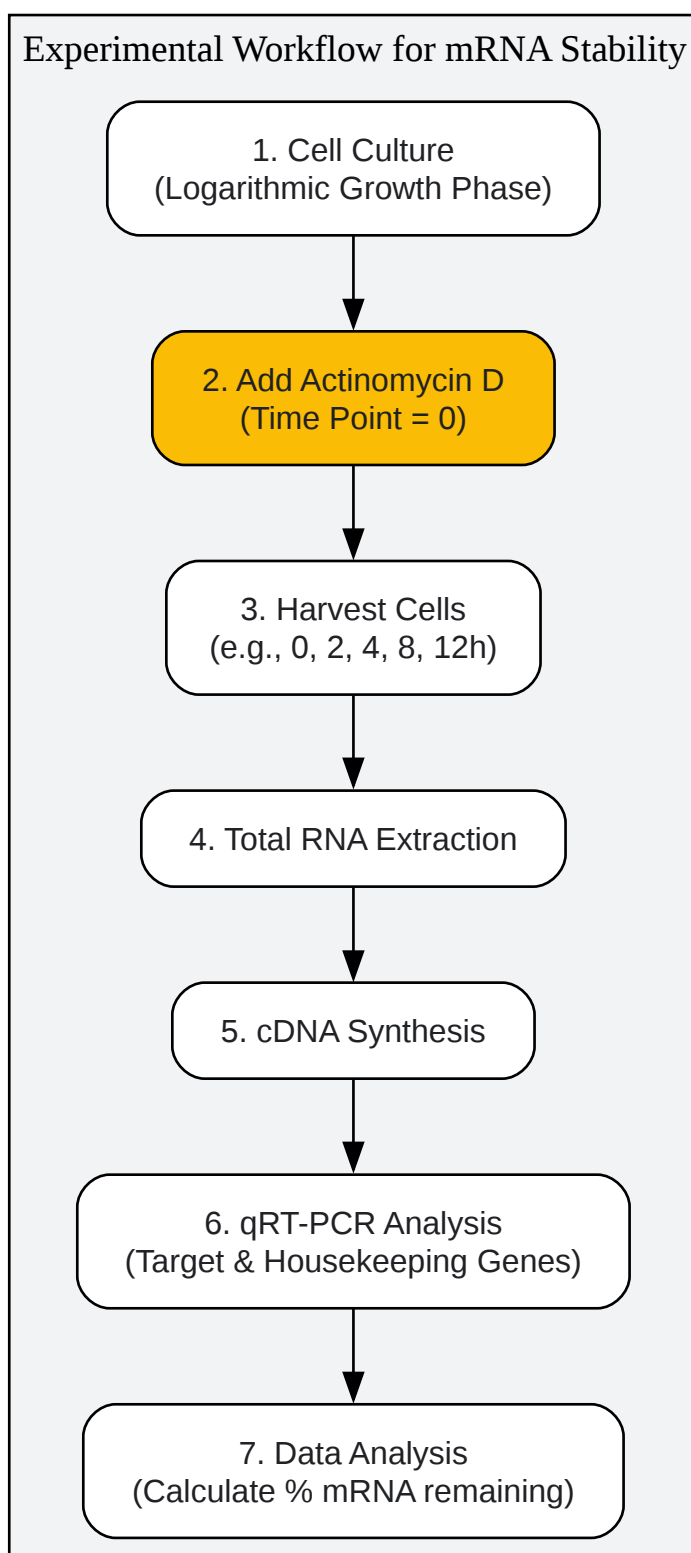 Experimental Workflow for mRNA Stability
1. Cell Culture
(Logarithmic Growth Phase)
2. Add Actinomycin D
(Time Point = 0)
3. Harvest Cells
(e.g., 0, 2, 4, 8, 12h)
4. Total RNA Extraction
5. cDNA Synthesis
6. qRT-PCR Analysis
(Target & Housekeeping Genes)
7. Data Analysis
(Calculate % mRNA remaining)